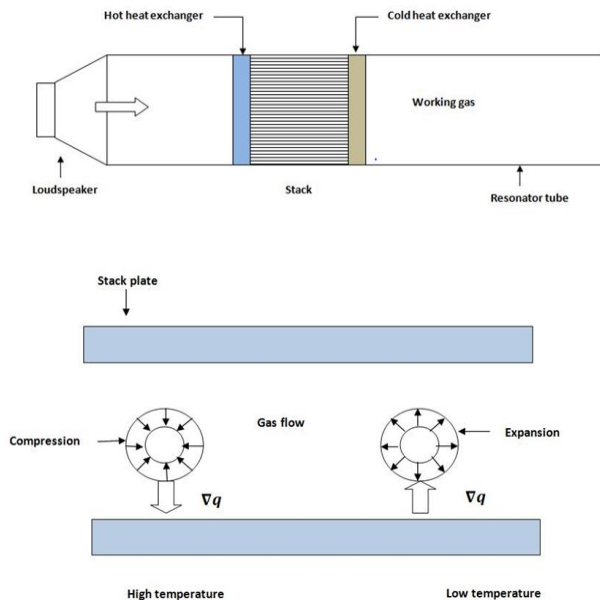 Hot heat exchanger
Cold heat exchanger
Working gas
Loudspeaker
Stack
Resonator tube
Stack plate
Gas flow
Compression
Expansion
∇q
∇q
High temperature
Low temperature